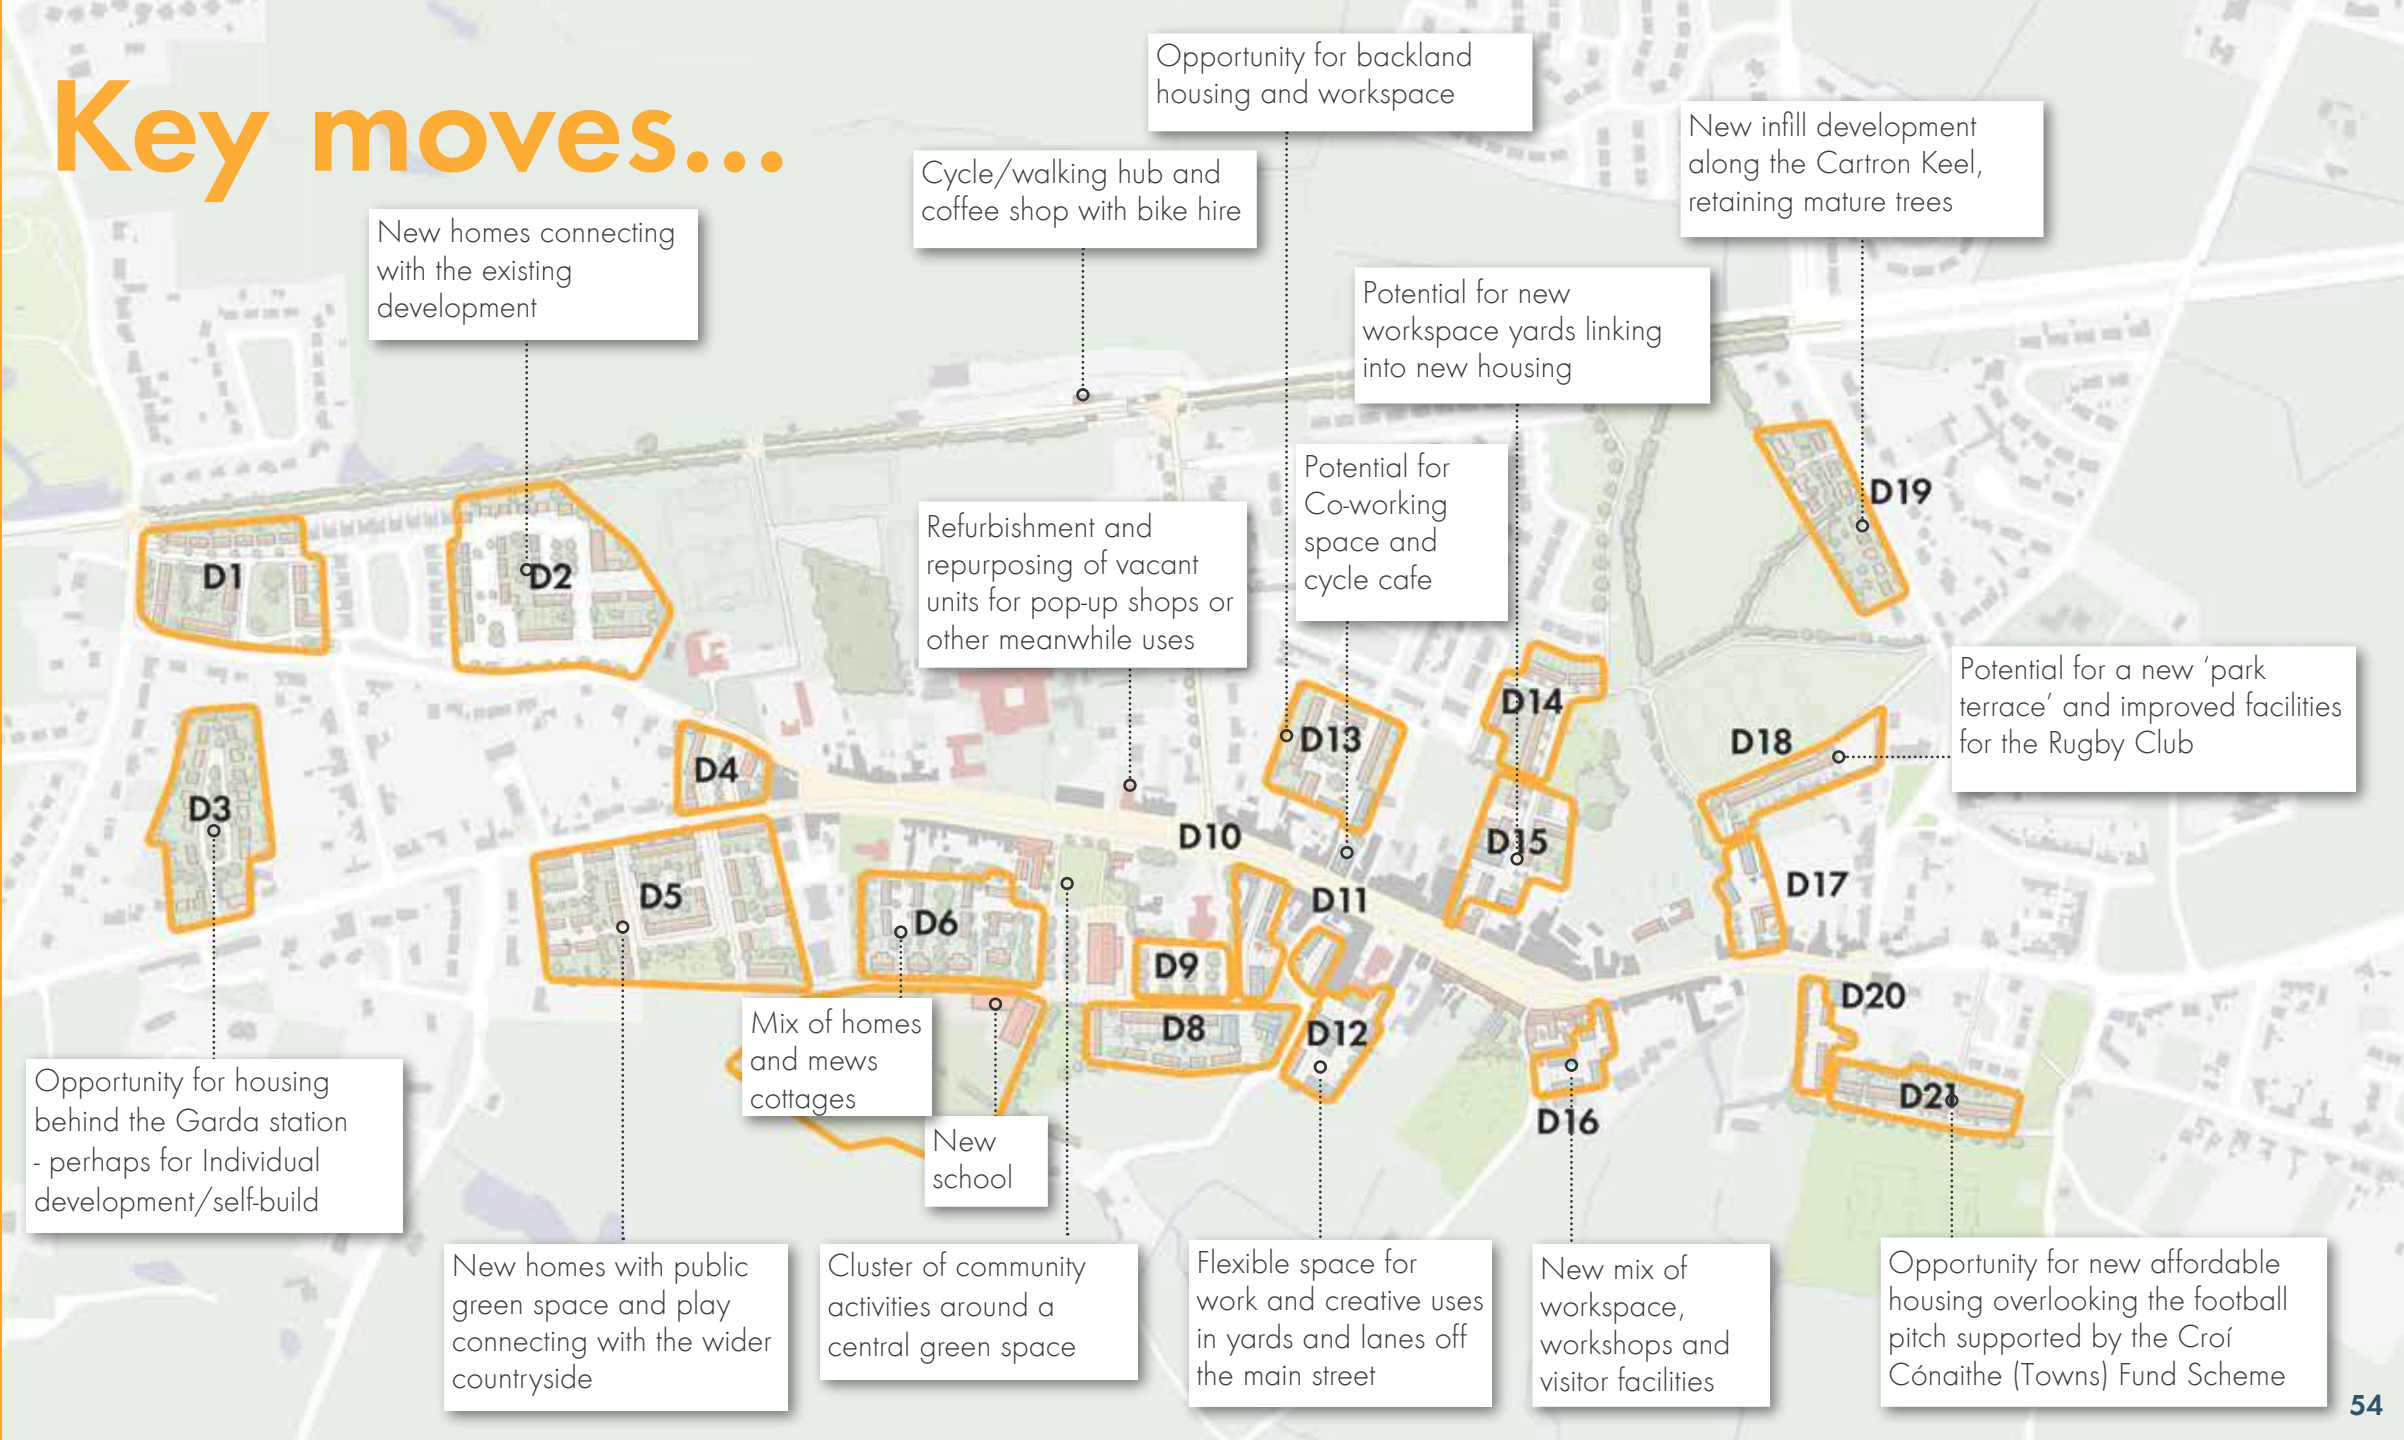 Key moves...
Opportunity for backland
housing and workspace
New infill development
along the Cartron Keel,
retaining mature trees
Cycle/walking hub and
coffee shop with bike hire
New homes connecting
with the existing
development
Potential for new
workspace yards linking
into new housing
Potential for
Co-working
space and
cycle cafe
Refurbishment and
repurposing of vacant
units for pop-up shops or
other meanwhile uses
D19
D1
D2
Potential for a new ‘park
terrace’ and improved facilities
for the Rugby Club
D14
D13
D18
D4
D3
D10
D15
D5
D11
D17
D6
D9
D20
D8
D12
D21
D16
Mix of homes
and mews
cottages
New
school
Opportunity for housing
behind the Garda station
- perhaps for Individual
development/self-build
New homes with public
green space and play
connecting with the wider
countryside
Cluster of community
activities around a
central green space
Flexible space for
work and creative uses
in yards and lanes off
the main street
New mix of
workspace,
workshops and
visitor facilities
Opportunity for new affordable
housing overlooking the football
pitch supported by the Croí
Cónaithe (Towns) Fund Scheme
54